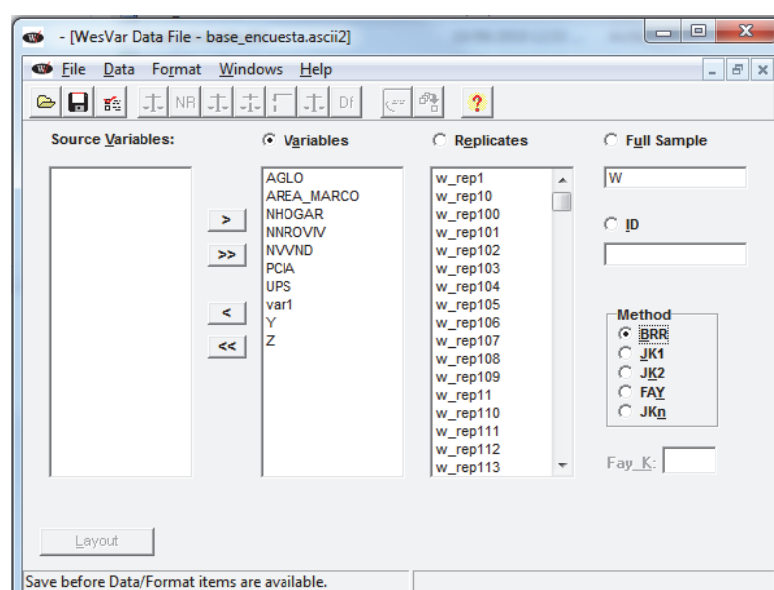 - [WesVar Data File - base_encuesta.ascii2]
File Data Format Windows Help
NR Df ?
Source Variables: Variables Replicates Full Sample
AGLO
AREA_MARCO
NHOGAR
NNROVIV
NVVND
PCIA
UPS
var1
Y
Z
>
>>
<
<<
w_rep1
w_rep10
w_rep100
w_rep101
w_rep102
w_rep103
w_rep104
w_rep105
w_rep106
w_rep107
w_rep108
w_rep109
w_rep11
w_rep110
w_rep111
w_rep112
w_rep113
W
ID
Method
BRR
JK1
JK2
FAY
JKn
Fay_K:
Layout
Save before Data/Format items are available.